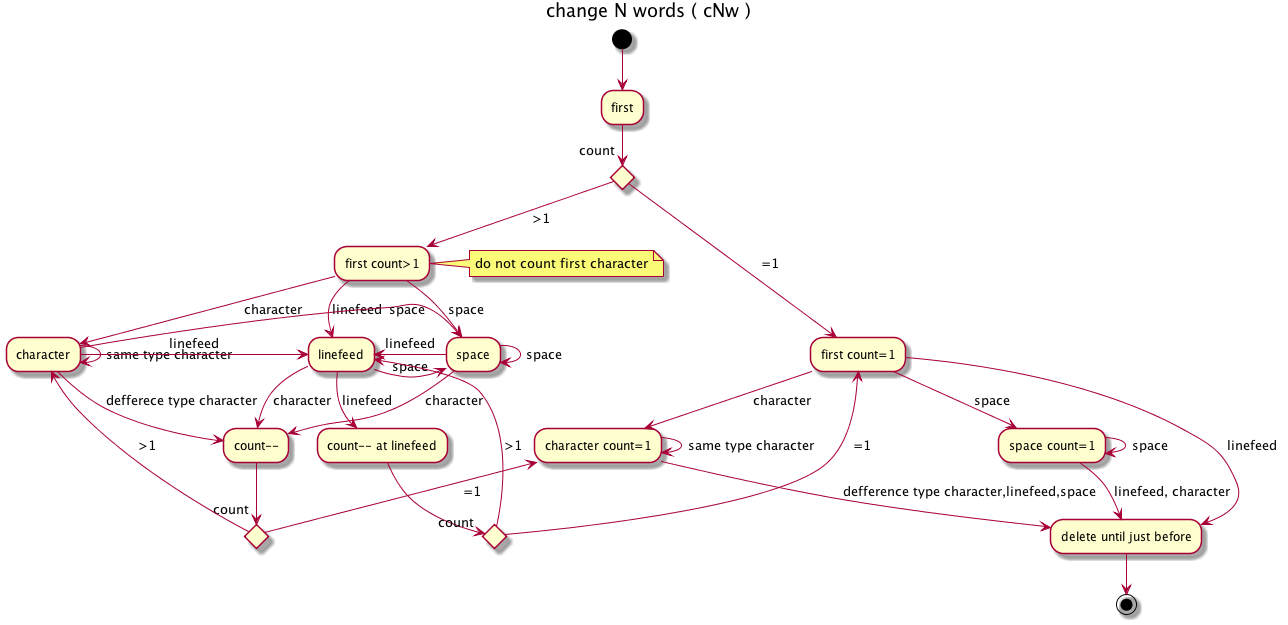 change N words ( cNw )
first
count
>1
=1
first count>1
do not count first character
character
linefeed
space
space
linefeed
linefeed
character
same type character
linefeed
space
space
space
first count=1
defferece type character
character
linefeed
character
character
space
linefeed
>1
count--
count-- at linefeed
>1
character count=1
same type character
=1
space count=1
space
count
=1
count
defference type character,linefeed,space
linefeed, character
delete until just before